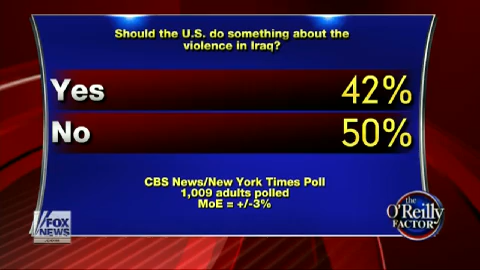 Should the U.S. do something about the
violence in Iraq?
Yes 42%
No 50%
CBS News/New York Times Poll
1,009 adults polled
MoE = +/-3%
the
O'Reilly
FACTOR
FOX
NEWS